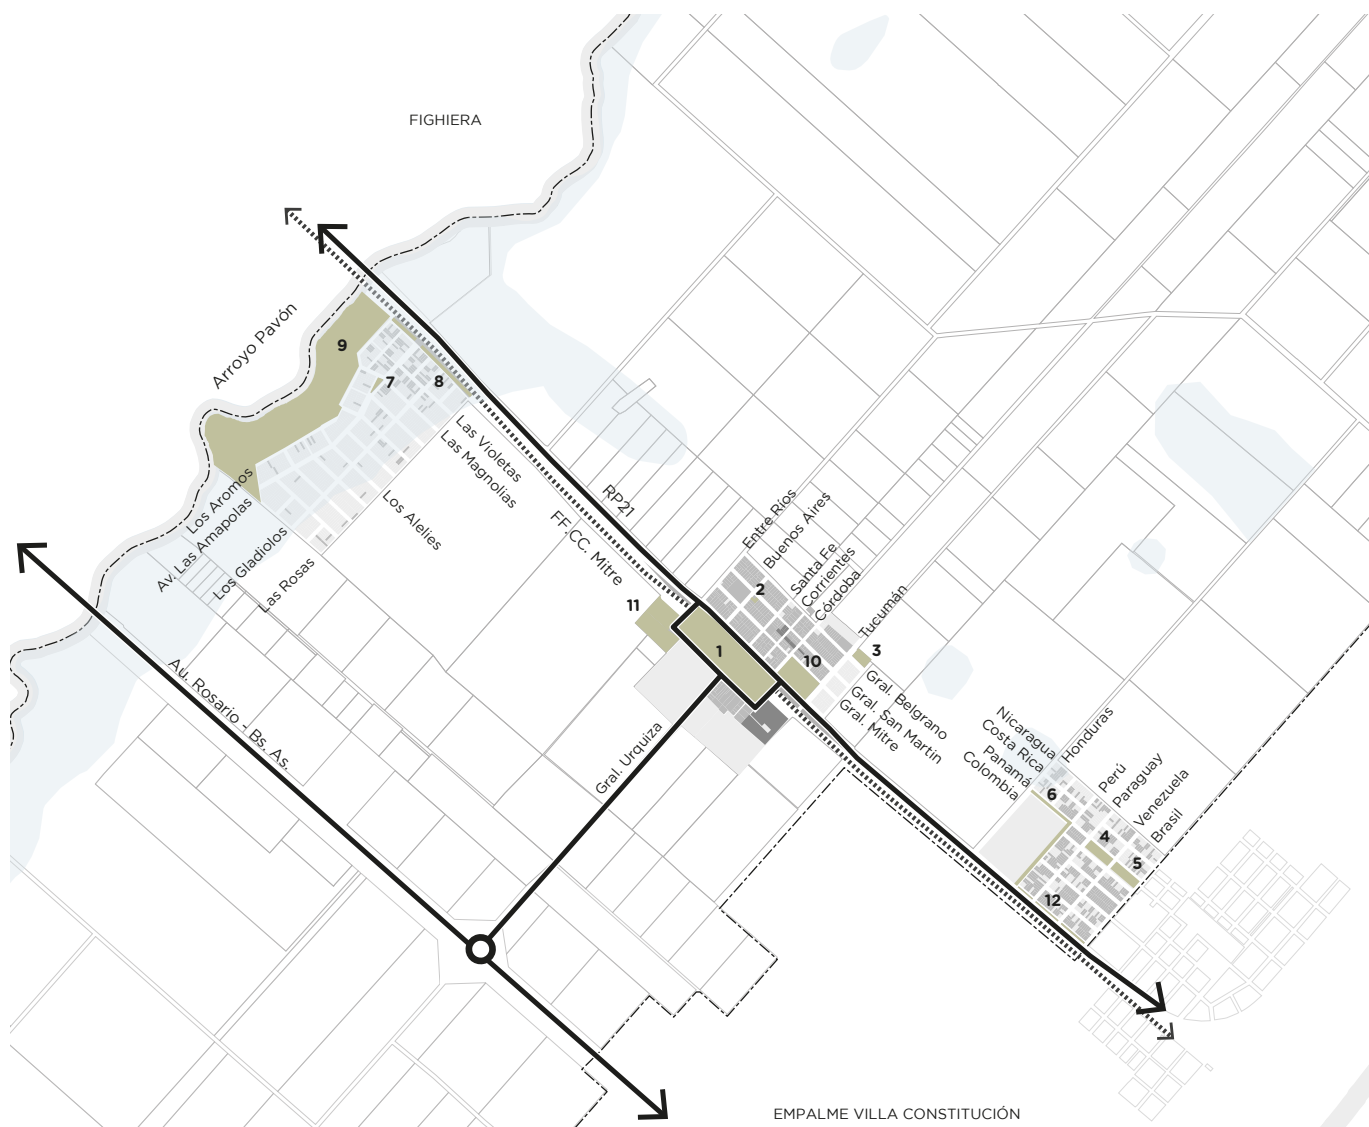 FIGHIERA
Arroyo Pavón
9
7
8
Las Violetas
Las Magnolias
Los Aromos
Av. Las Amapolas
Los Gladiolos
Las Rosas
Los Alelies
RP21
FF.CC. Mitre
Entre Ríos
Buenos Aires
Santa Fe
Corrientes
Córdoba
Tucumán
2
11
1
10
3
Gral. Belgrano
Gral. San Martín
Gral. Mitre
Au. Rosario - Bs. As.
Gral. Urquiza
Nicaragua
Costa Rica
Panamá
Colombia
Honduras
Perú
Paraguay
Venezuela
Brasil
6
4
5
12
EMPALME VILLA CONSTITUCIÓN